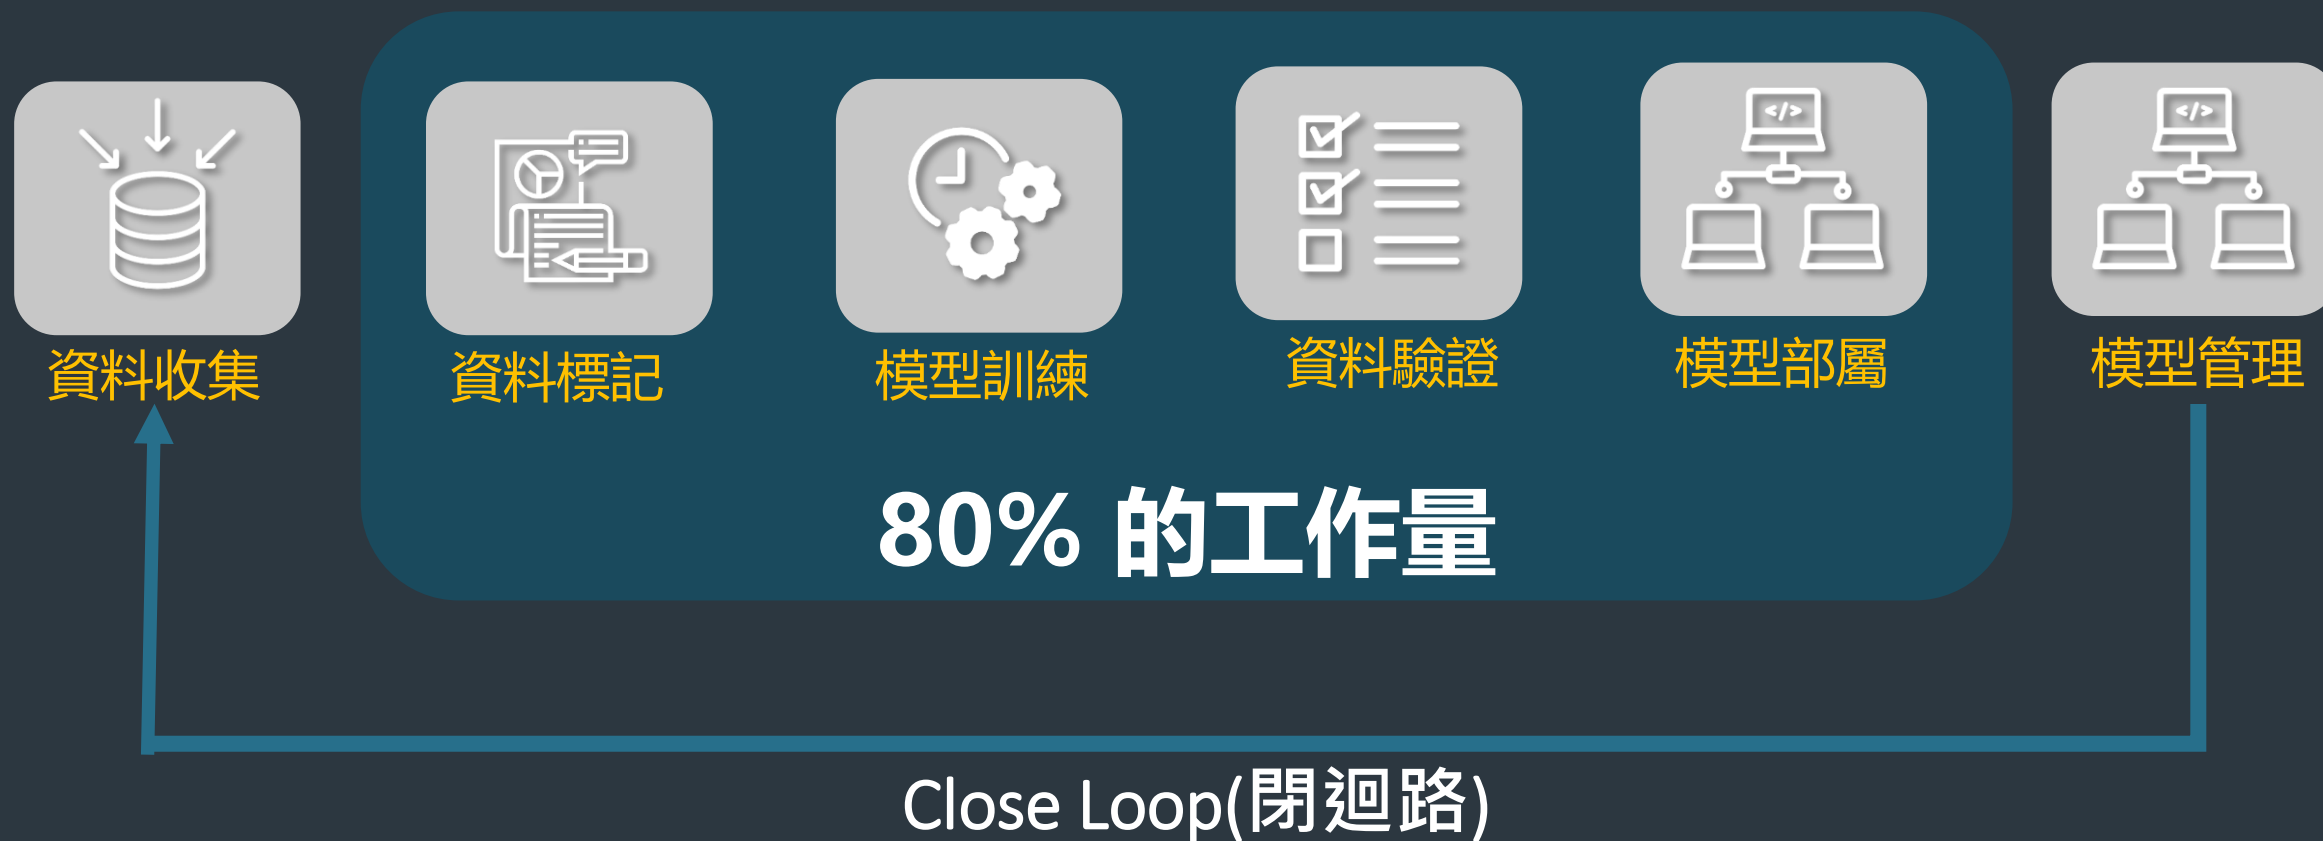 資料收集
資料標記
模型訓練
資料驗證
模型部屬
模型管理
80% 的工作量
Close Loop(閉迴路)